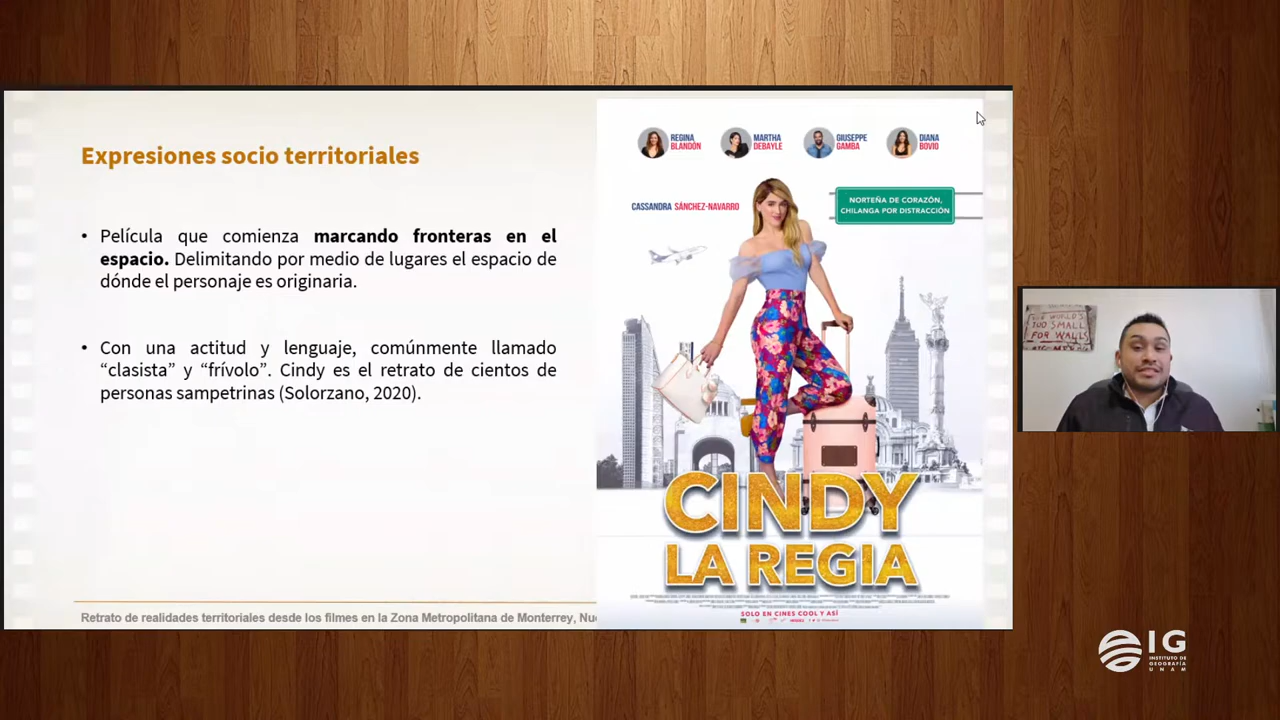 Expresiones socio territoriales
• Película que comienza marcando fronteras en el
espacio. Delimitando por medio de lugares el espacio de
dónde el personaje es originaria.
• Con una actitud y lenguaje, comúnmente llamado
“clasista” y “frívolo”. Cindy es el retrato de cientos de
personas sampetrinas (Solorzano, 2020).
Retrato de realidades territoriales desde los filmes en la Zona Metropolitana de Monterrey, Nu
REGINA
BLANDÓN
MARTHA
DEBAYLE
GIUSEPPE
GAMBA
DIANA
BOVIO
CASSANDRA SÁNCHEZ-NAVARRO
NORTEÑA DE CORAZÓN,
CHILANGA POR DISTRACCIÓN
CINDY
LA REGIA
SOLO EN CINES COOL Y ASÍ
FOR WALLS
IG
INSTITUTO DE
GEOGRAFÍA
UNAM